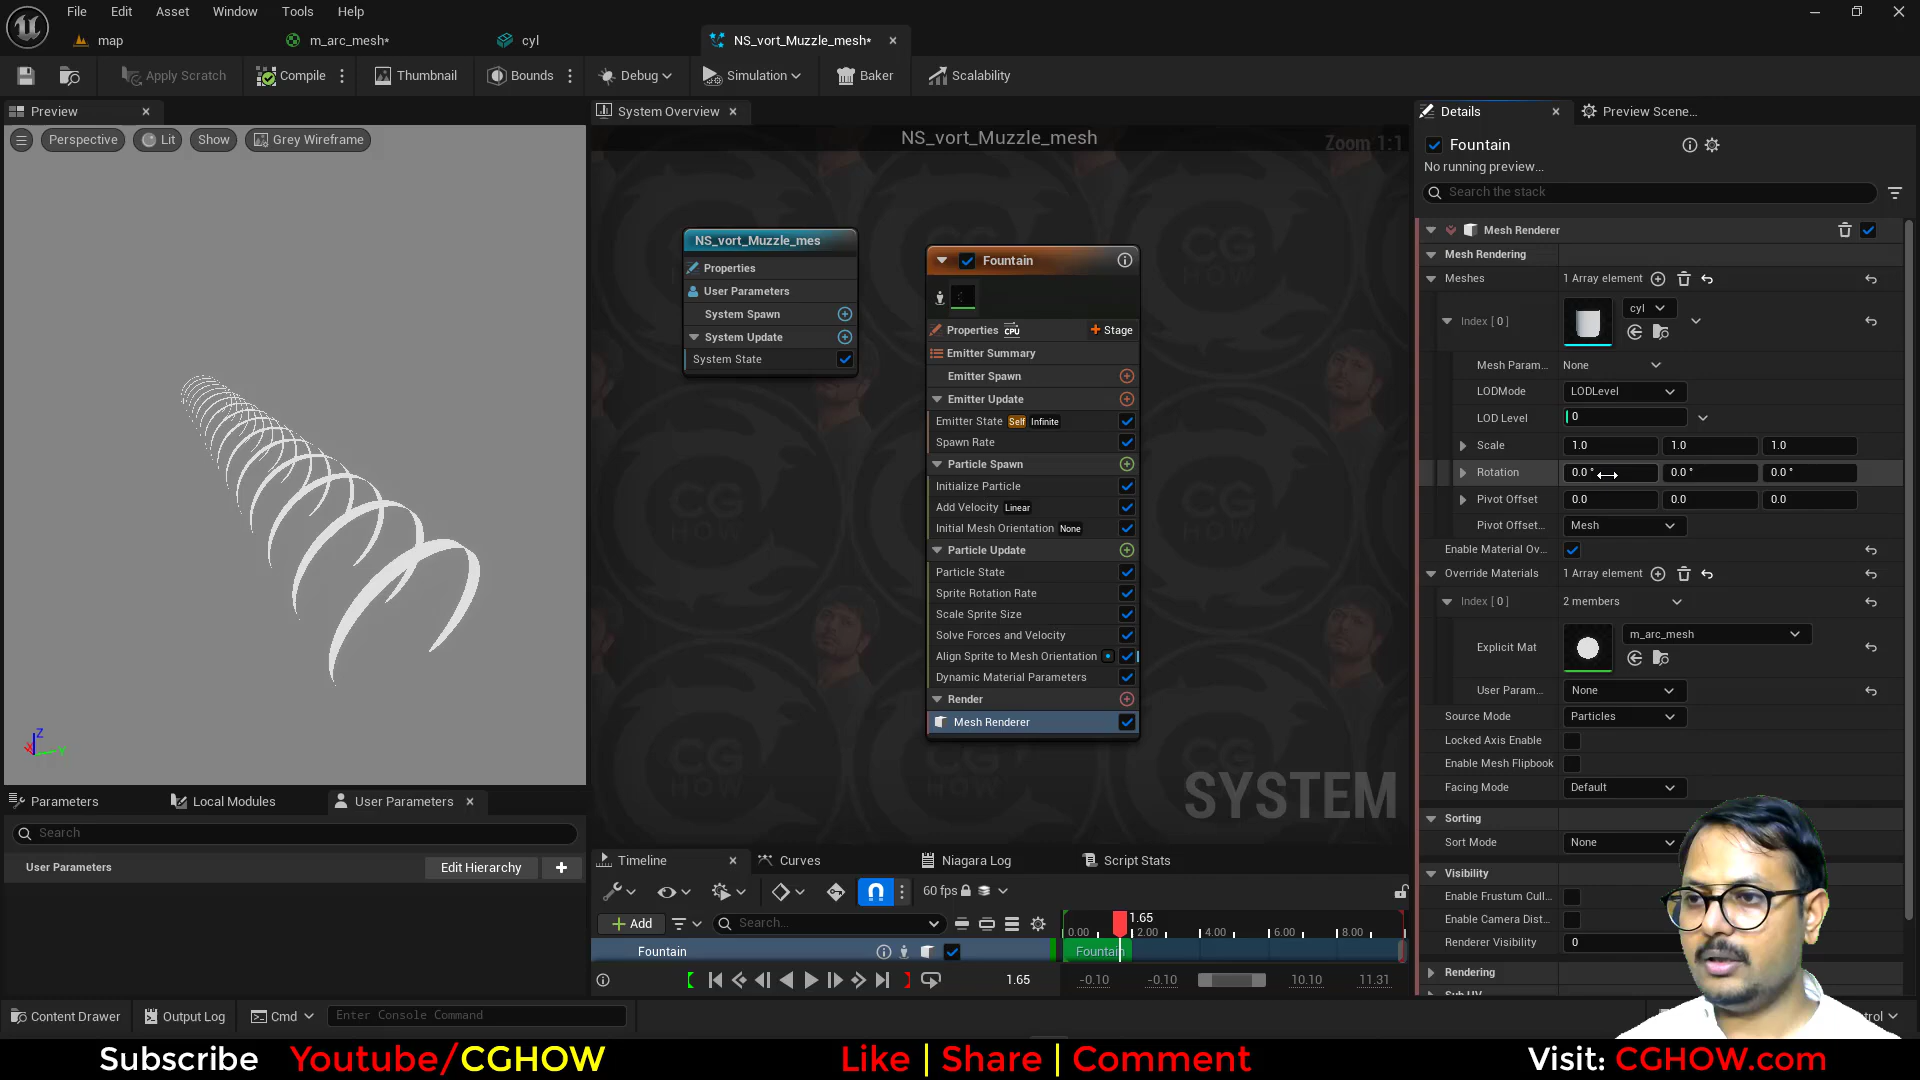 File Edit Asset Window Tools Help
map m_arc_mesh* cyl NS_vort_Muzzle_mesh*
Apply Scratch Compile Thumbnail Bounds Debug Simulation Baker Scalability
Preview
Perspective Lit Show Grey Wireframe
Z
X Y
Parameters Local Modules User Parameters
Search
User Parameters Edit Hierarchy
System Overview
NS_vort_Muzzle_mesh
Zoom 1:1
NS_vort_Muzzle_mes
Properties
User Parameters
System Spawn
System Update
System State
Fountain
Properties CPU Stage
Emitter Summary
Emitter Spawn
Emitter Update
Emitter State Self Infinite
Spawn Rate
Particle Spawn
Initialize Particle
Add Velocity Linear
Initial Mesh Orientation None
Particle Update
Particle State
Sprite Rotation Rate
Scale Sprite Size
Solve Forces and Velocity
Align Sprite to Mesh Orientation
Dynamic Material Parameters
Render
Mesh Renderer
CG
HOW
SYSTEM
Timeline Curves Niagara Log Script Stats
60 fps
Add Search... 1.65
0.00 2.00 4.00 6.00 8.00
Fountain Fountain
1.65 -0.10 -0.10 10.10 11.31
Details Preview Scene...
Fountain
No running preview...
Search the stack
Mesh Renderer
Mesh Rendering
Meshes 1 Array element
Index [ 0 ] cyl
Mesh Param... None
LODMode LODLevel
LOD Level 0
Scale 1.0 1.0 1.0
Rotation 0.0 ° 0.0 ° 0.0 °
Pivot Offset 0.0 0.0 0.0
Pivot Offset... Mesh
Enable Material Ov...
Override Materials 1 Array element
Index [ 0 ] 2 members
Explicit Mat m_arc_mesh
User Param... None
Source Mode Particles
Locked Axis Enable
Enable Mesh Flipbook
Facing Mode Default
Sorting
Sort Mode None
Visibility
Enable Frustum Cull...
Enable Camera Dist...
Renderer Visibility 0
Rendering
Content Drawer Output Log Cmd Enter Console Command
Subscribe Youtube/CGHOW Like | Share | Comment Visit: CGHOW.com